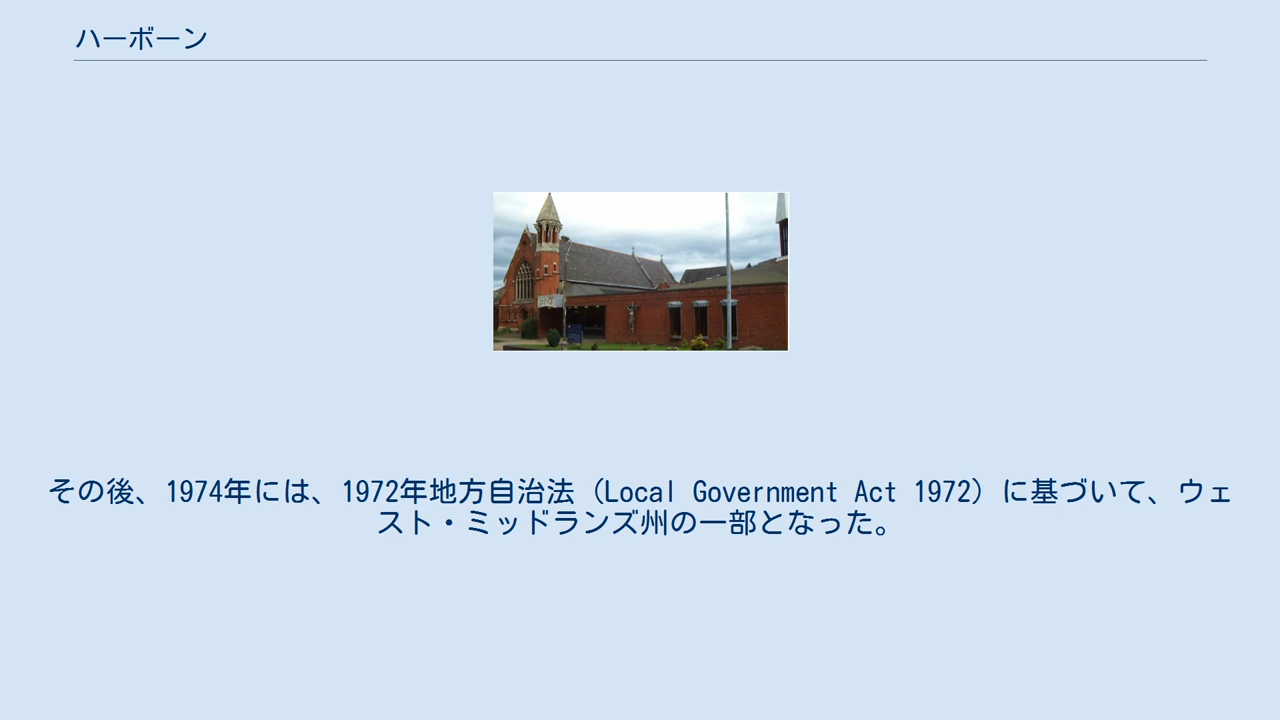 ハーボーン
その後、1974年には、1972年地方自治法（Local Government Act 1972）に基づいて、ウェ
スト・ミッドランズ州の一部となった。